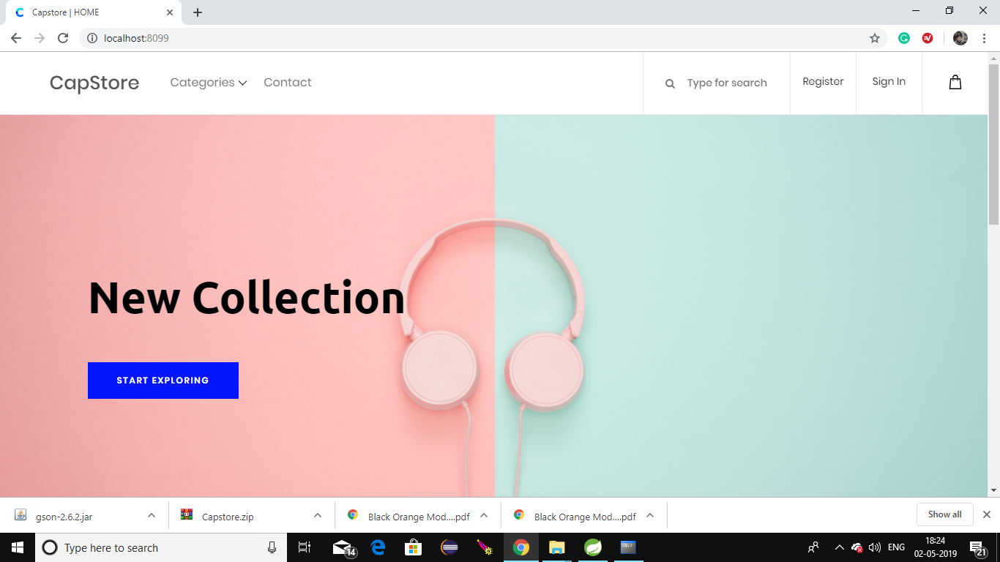 Capstore | HOME
localhost:8099
CapStore Categories Contact Type for search Register Sign In
New Collection
START EXPLORING
gson-2.6.2.jar Capstore.zip Black Orange Mod....pdf Black Orange Mod....pdf Show all
Type here to search 14 SQL> ENG 18:24
02-05-2019 21